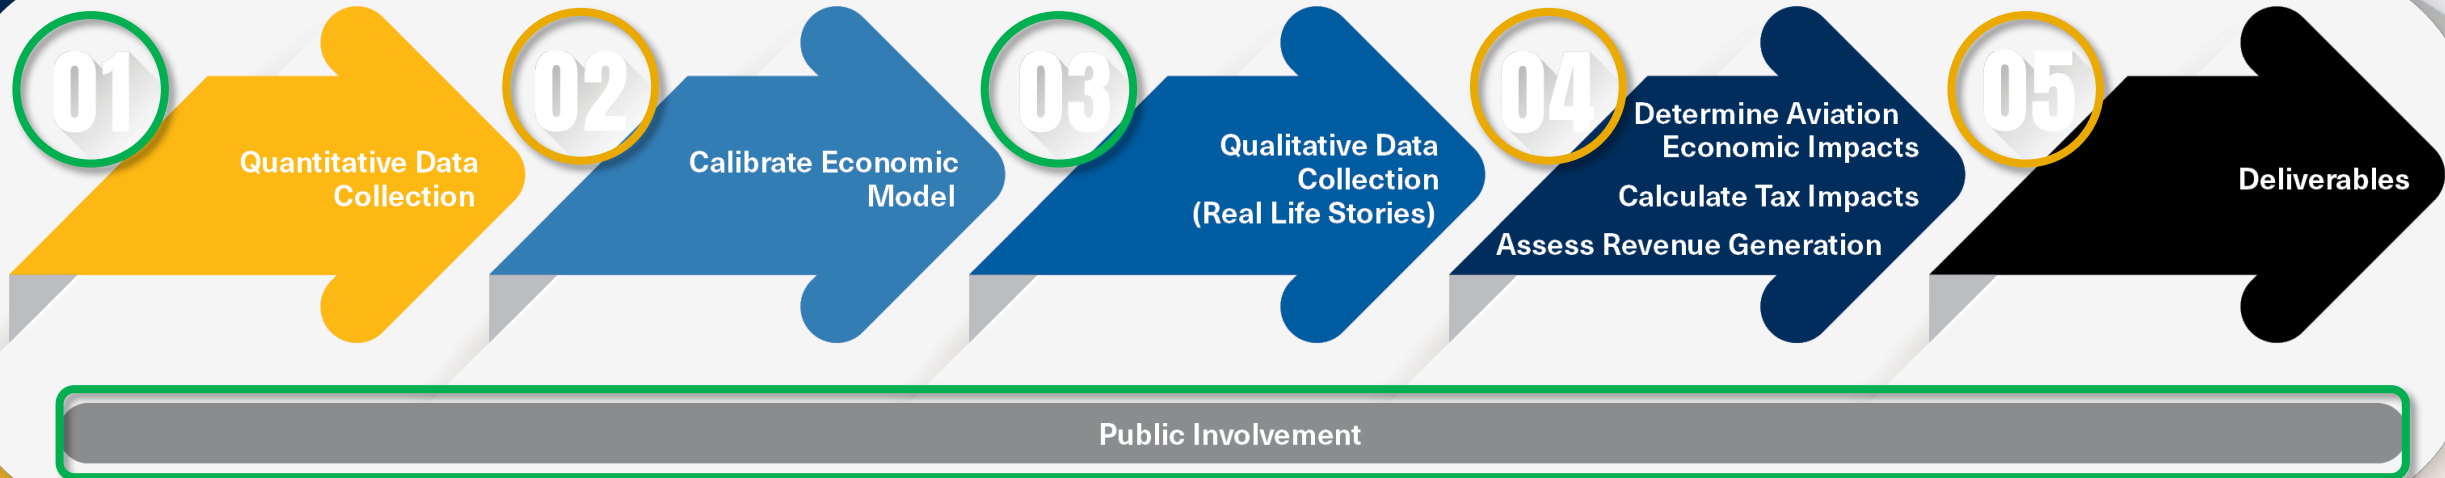 01
Quantitative Data
Collection
02
Calibrate Economic
Model
03
Qualitative Data
Collection
(Real Life Stories)
04
Determine Aviation
Economic Impacts
Calculate Tax Impacts
Assess Revenue Generation
05
Deliverables
Public Involvement